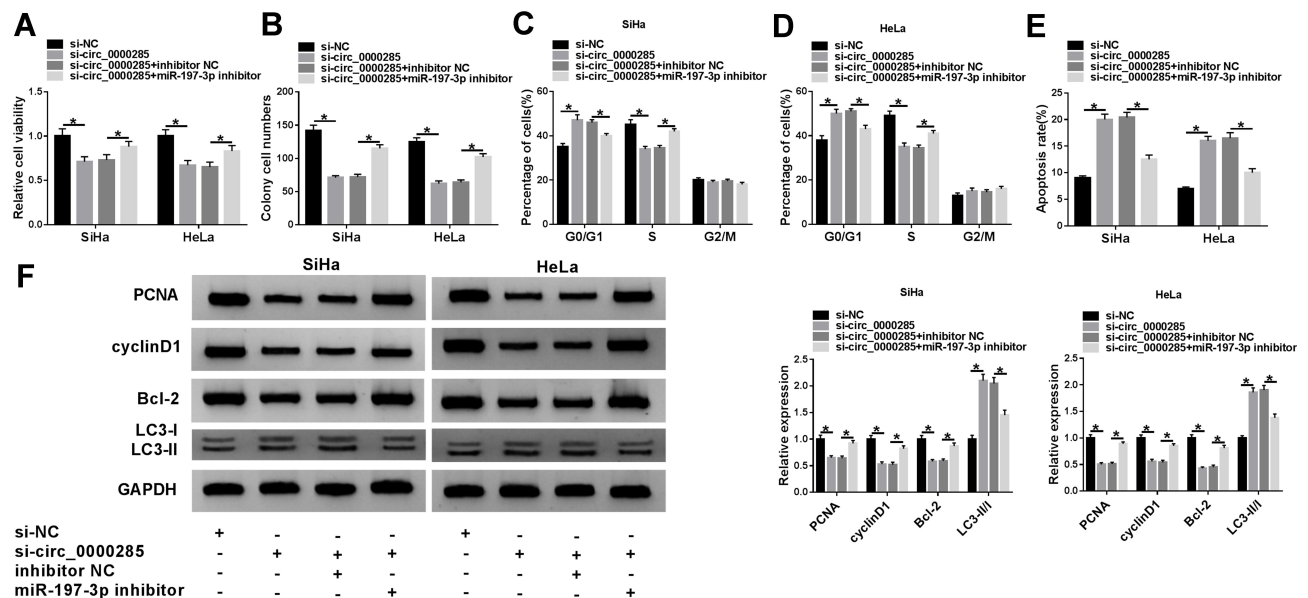 A
si-NC
si-circ_0000285
si-circ_0000285+inhibitor NC
si-circ_0000285+miR-197-3p inhibitor
Relative cell viability
1.5
1.0
0.5
0.0
* * * *
SiHa HeLa
B
si-NC
si-circ_0000285
si-circ_0000285+inhibitor NC
si-circ_0000285+miR-197-3p inhibitor
Colony cell numbers
200
150
100
50
0
* * * *
SiHa HeLa
C
SiHa
si-NC
si-circ_0000285
si-circ_0000285+inhibitor NC
si-circ_0000285+miR-197-3p inhibitor
Percentage of cells(%)
60
40
20
0
* * * *
G0/G1 S G2/M
D
HeLa
si-NC
si-circ_0000285
si-circ_0000285+inhibitor NC
si-circ_0000285+miR-197-3p inhibitor
Percentage of cells(%)
60
40
20
0
* * * *
G0/G1 S G2/M
E
si-NC
si-circ_0000285
si-circ_0000285+inhibitor NC
si-circ_0000285+miR-197-3p inhibitor
Apoptosis rate(%)
25
20
15
10
5
0
* * * *
SiHa HeLa
F
SiHa HeLa
PCNA
cyclinD1
Bcl-2
LC3-I
LC3-II
GAPDH
si-NC + - - - + - - -
si-circ_0000285 - + + + - + + +
inhibitor NC - - + - - - + -
miR-197-3p inhibitor - - - + - - - +
SiHa
si-NC
si-circ_0000285
si-circ_0000285+inhibitor NC
si-circ_0000285+miR-197-3p inhibitor
Relative expression
2.5
2.0
1.5
1.0
0.5
0.0
* * * * * * * *
PCNA cyclinD1 Bcl-2 LC3-II/I
HeLa
si-NC
si-circ_0000285
si-circ_0000285+inhibitor NC
si-circ_0000285+miR-197-3p inhibitor
Relative expression
2.5
2.0
1.5
1.0
0.5
0.0
* * * * * * * *
PCNA cyclinD1 Bcl-2 LC3-II/I